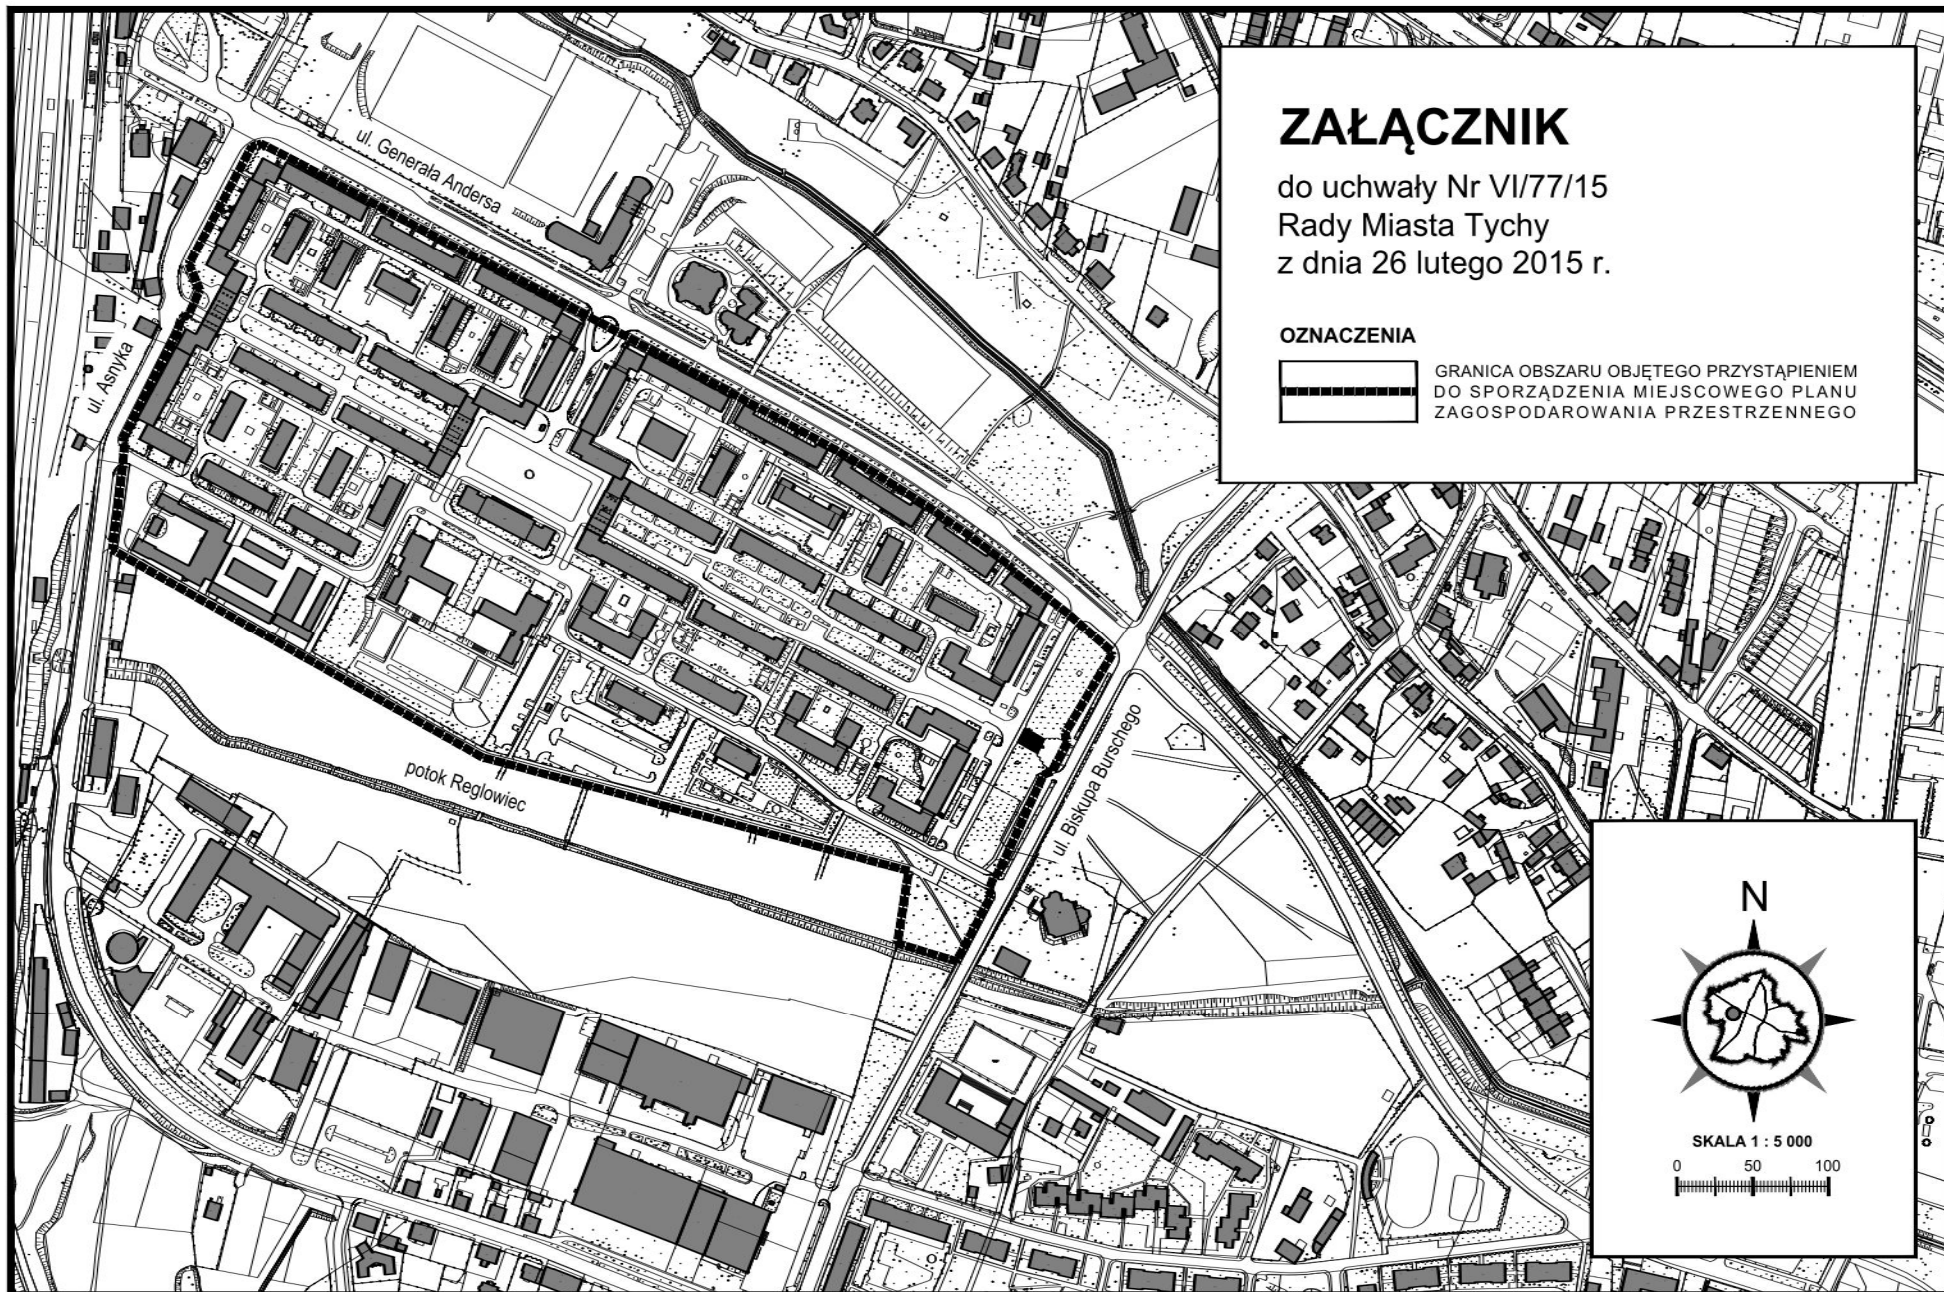 ZAŁĄCZNIK
do uchwały Nr VI/77/15
Rady Miasta Tychy
z dnia 26 lutego 2015 r.
OZNACZENIA
GRANICA OBSZARU OBJĘTEGO PRZYSTĄPIENIEM
DO SPORZĄDZENIA MIEJSCOWEGO PLANU
ZAGOSPODAROWANIA PRZESTRZENNEGO
ul. Generała Andersa
ul. Asnyka
ul. Biskupa Burschego
potok Reglowiec
N
SKALA 1 : 5 000
0 50 100